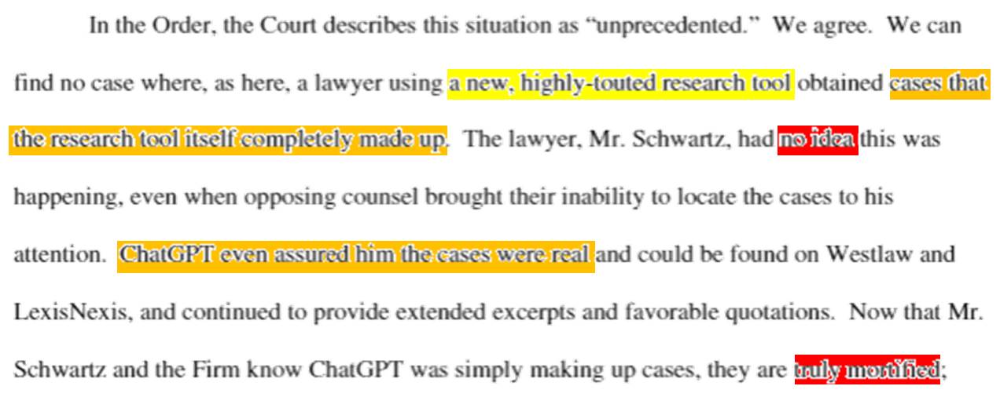 In the Order, the Court describes this situation as “unprecedented.” We agree. We can
find no case where, as here, a lawyer using a new, highly-touted research tool obtained cases that
the research tool itself completely made up. The lawyer, Mr. Schwartz, had no idea this was
happening, even when opposing counsel brought their inability to locate the cases to his
attention. ChatGPT even assured him the cases were real and could be found on Westlaw and
LexisNexis, and continued to provide extended excerpts and favorable quotations. Now that Mr.
Schwartz and the Firm know ChatGPT was simply making up cases, they are truly mortified;